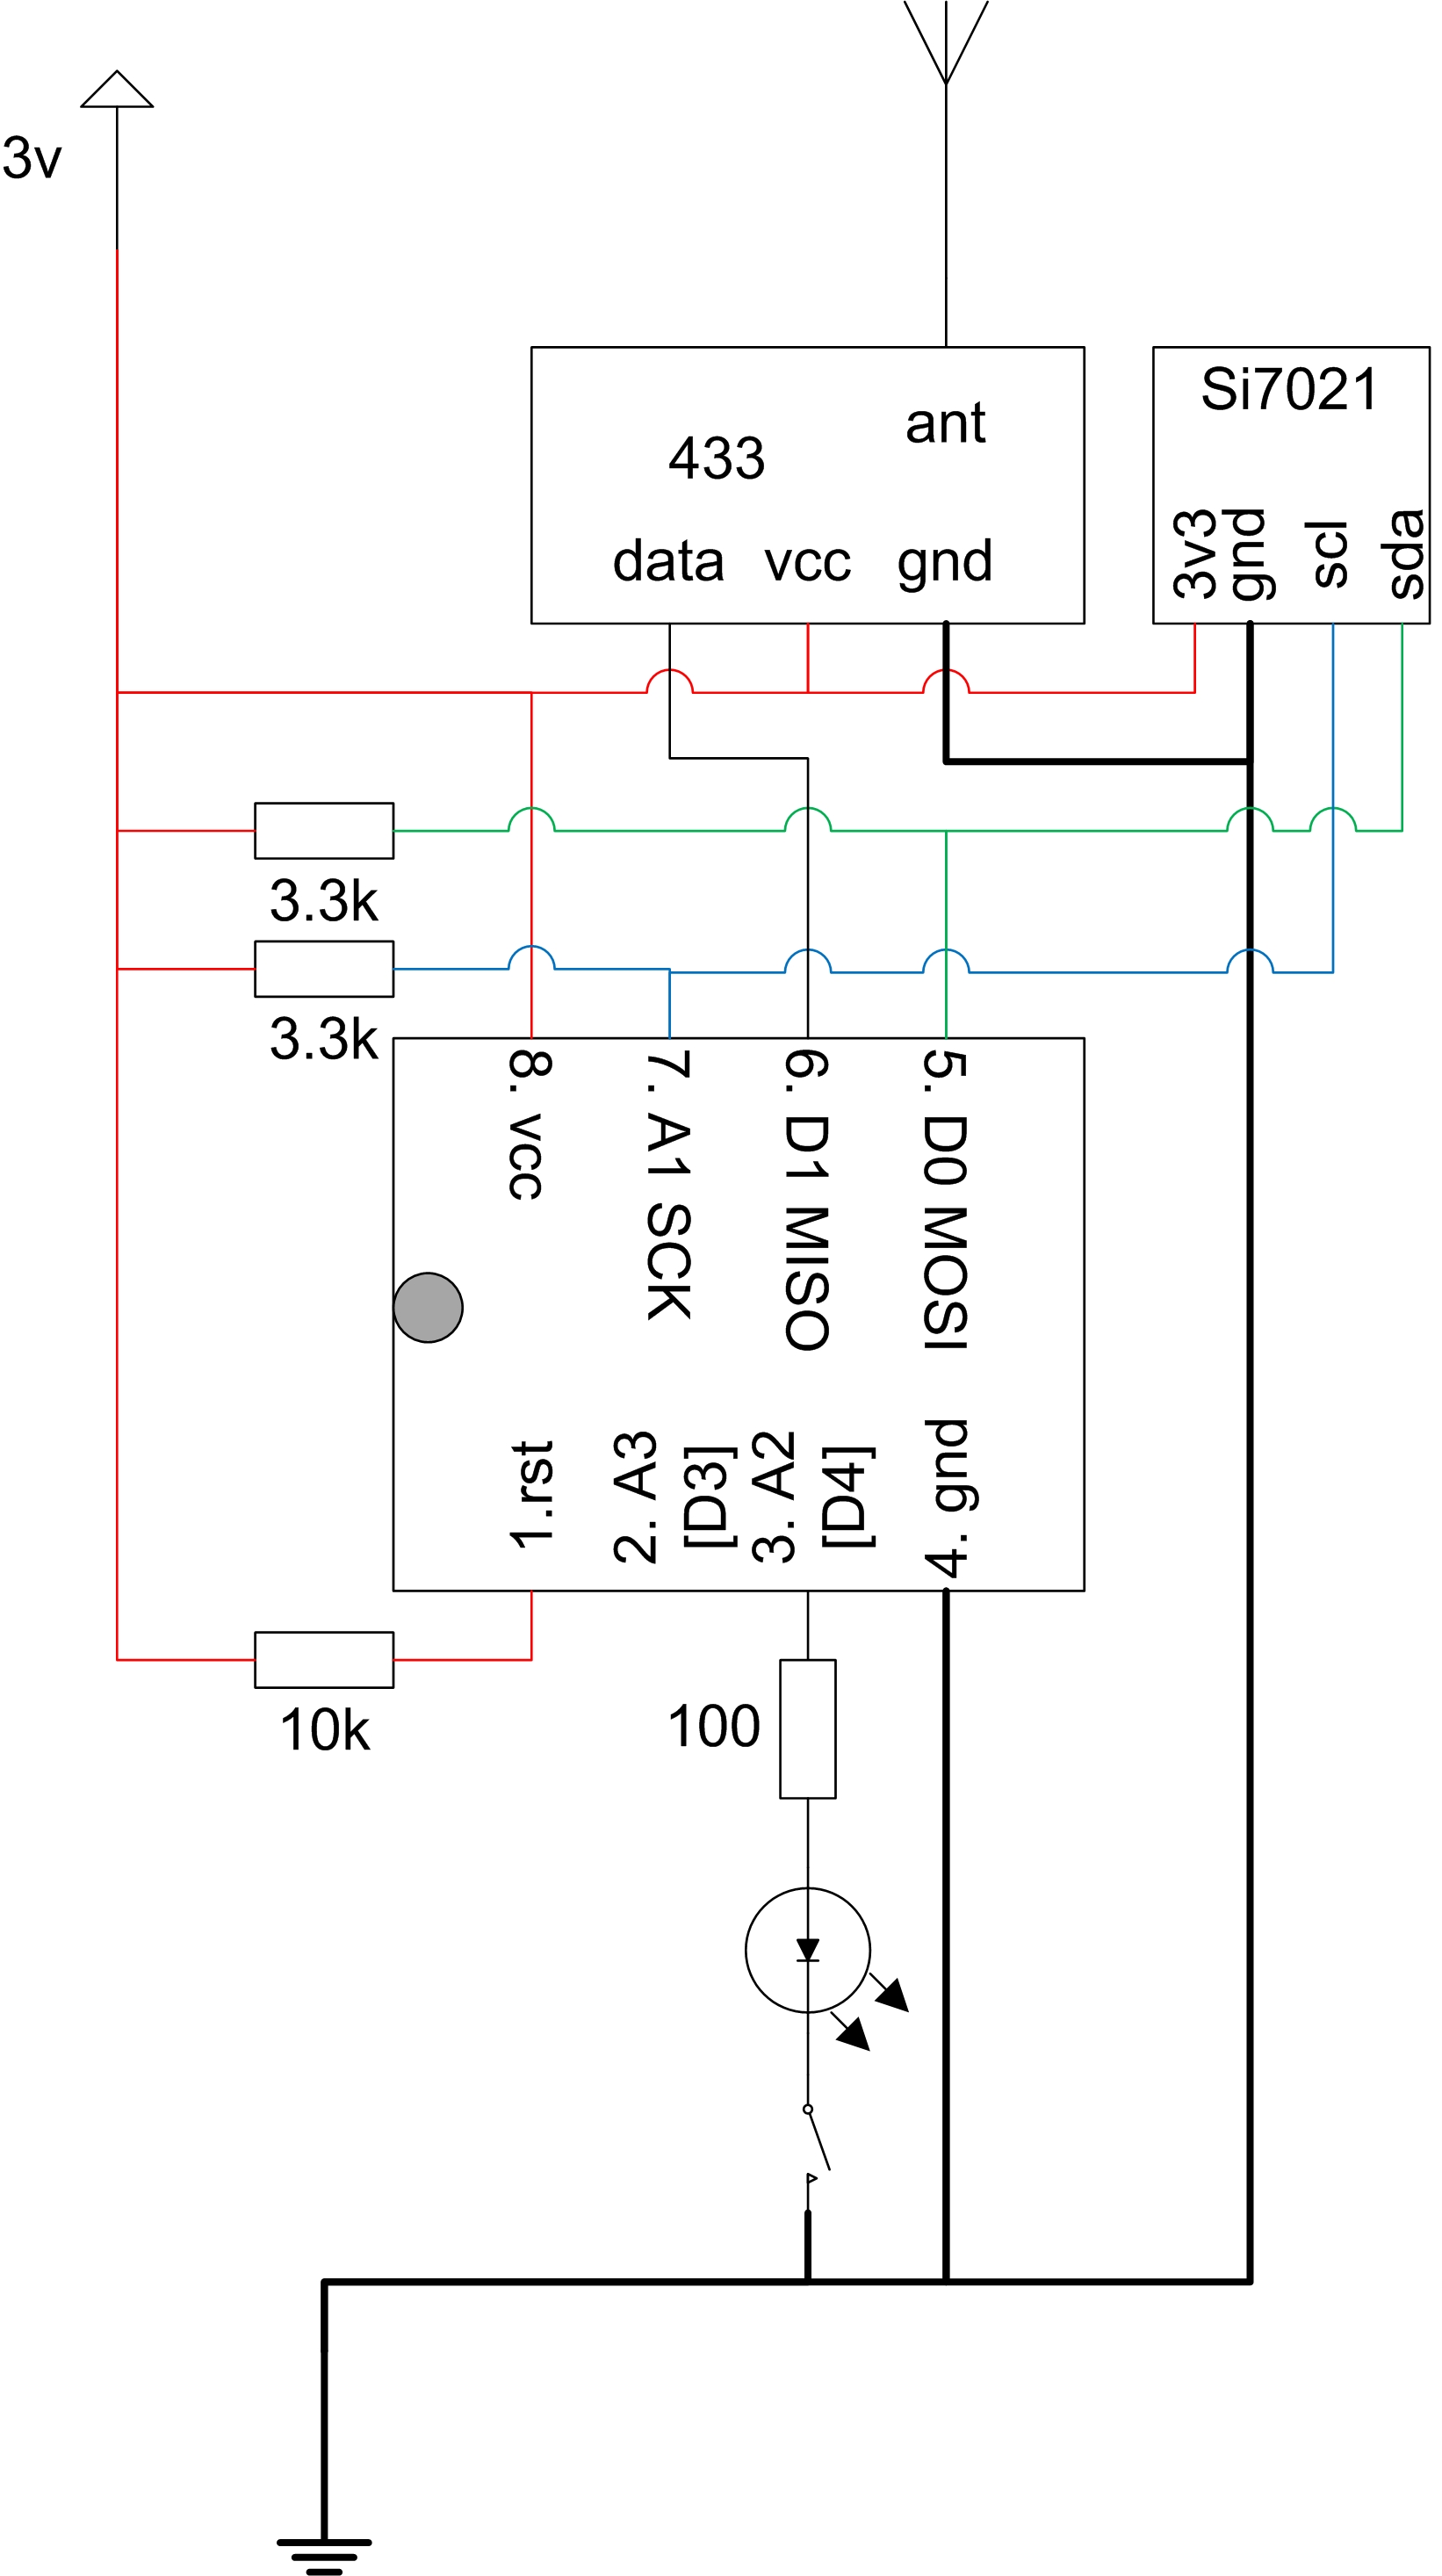 3v
433
ant
data vcc gnd
Si7021
3v3
gnd
scl
sda
3.3k
3.3k
8. vcc
7. A1 SCK
6. D1 MISO
5. D0 MOSI
1.rst
2. A3
[D3]
3. A2
[D4]
4. gnd
10k
100